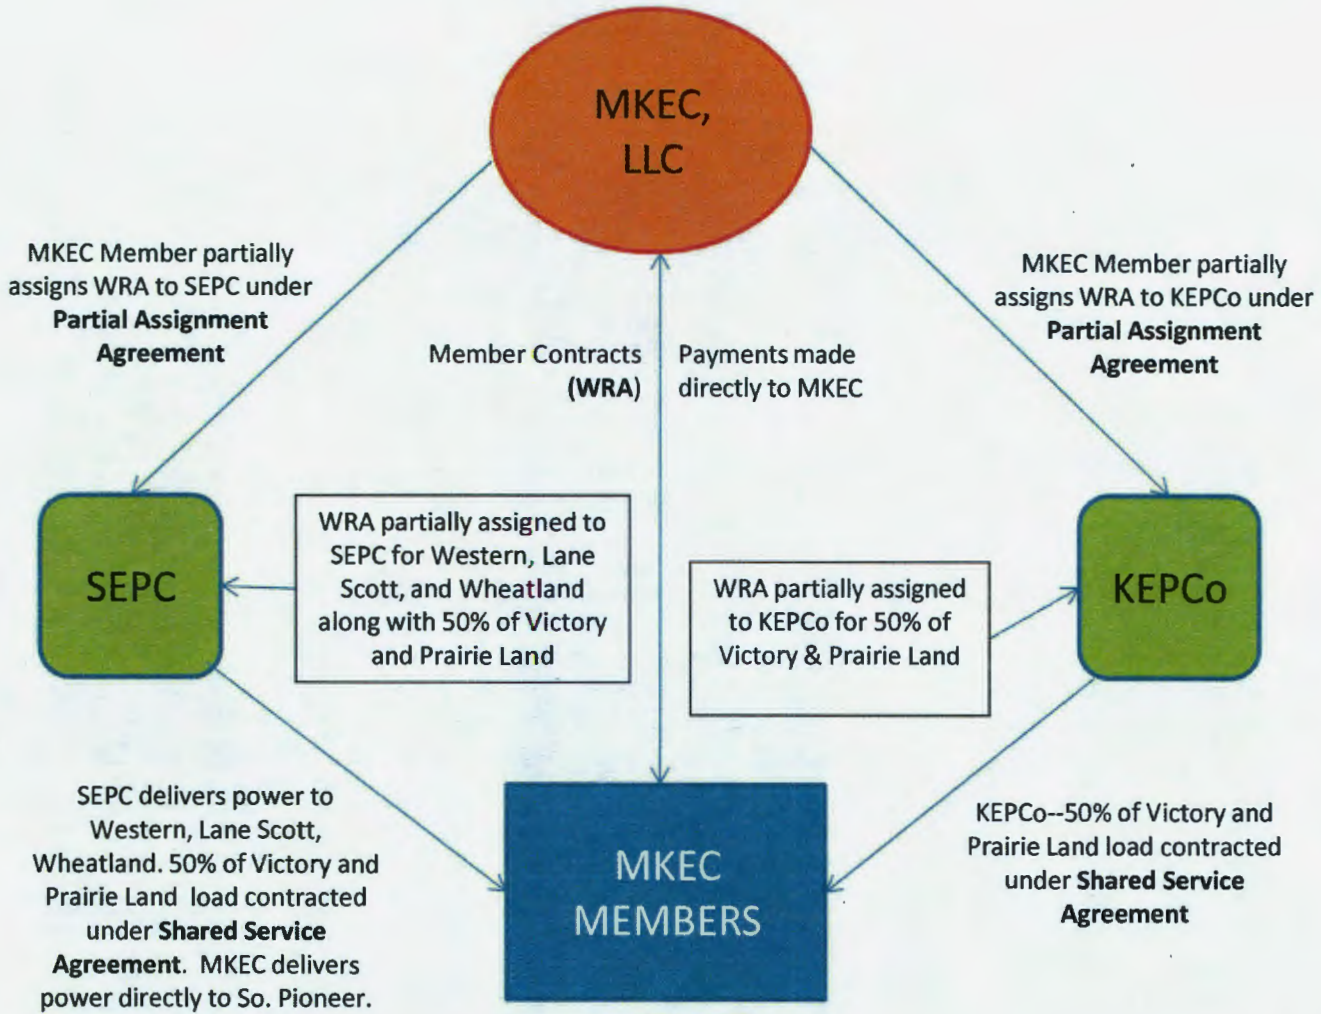 MKEC,
LLC
MKEC Member partially
assigns WRA to SEPC under
Partial Assignment
Agreement
MKEC Member partially
assigns WRA to KEPCo under
Partial Assignment
Agreement
Member Contracts
(WRA)
Payments made
directly to MKEC
SEPC
WRA partially assigned to
SEPC for Western, Lane
Scott, and Wheatland
along with 50% of Victory
and Prairie Land
WRA partially assigned
to KEPCo for 50% of
Victory & Prairie Land
KEPCo
SEPC delivers power to
Western, Lane Scott,
Wheatland. 50% of Victory and
Prairie Land load contracted
under Shared Service
Agreement. MKEC delivers
power directly to So. Pioneer.
MKEC
MEMBERS
KEPCo--50% of Victory and
Prairie Land load contracted
under Shared Service
Agreement